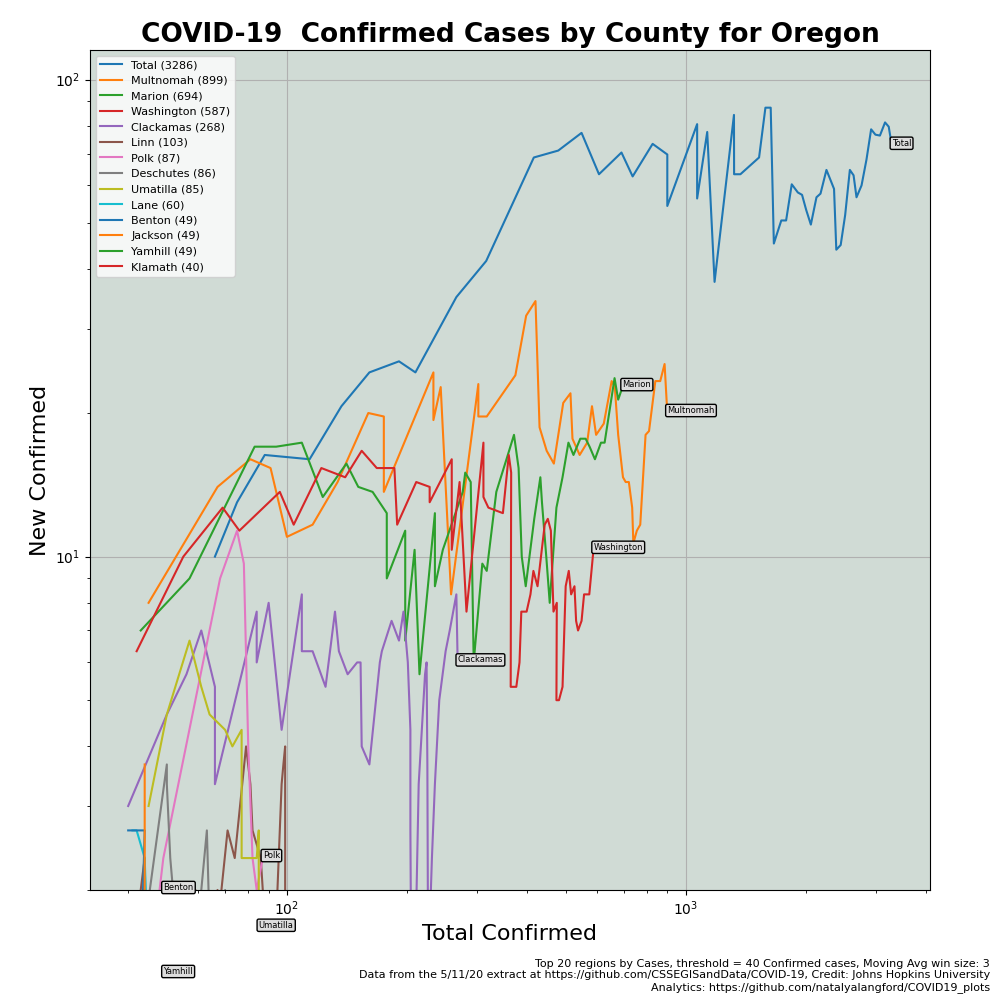 COVID-19  Confirmed Cases by County for Oregon
Total (3286)
Multnomah (899)
Marion (694)
Washington (587)
Clackamas (268)
Linn (103)
Polk (87)
Deschutes (86)
Umatilla (85)
Lane (60)
Benton (49)
Jackson (49)
Yamhill (49)
Klamath (40)
10²
10¹
New Confirmed
Total
Marion
Multnomah
Washington
Clackamas
Polk
Benton
10²
10³
Umatilla
Total Confirmed
Yamhill
Top 20 regions by Cases, threshold = 40 Confirmed cases, Moving Avg win size: 3
Data from the 5/11/20 extract at https://github.com/CSSEGISandData/COVID-19, Credit: Johns Hopkins University
Analytics: https://github.com/natalyalangford/COVID19_plots